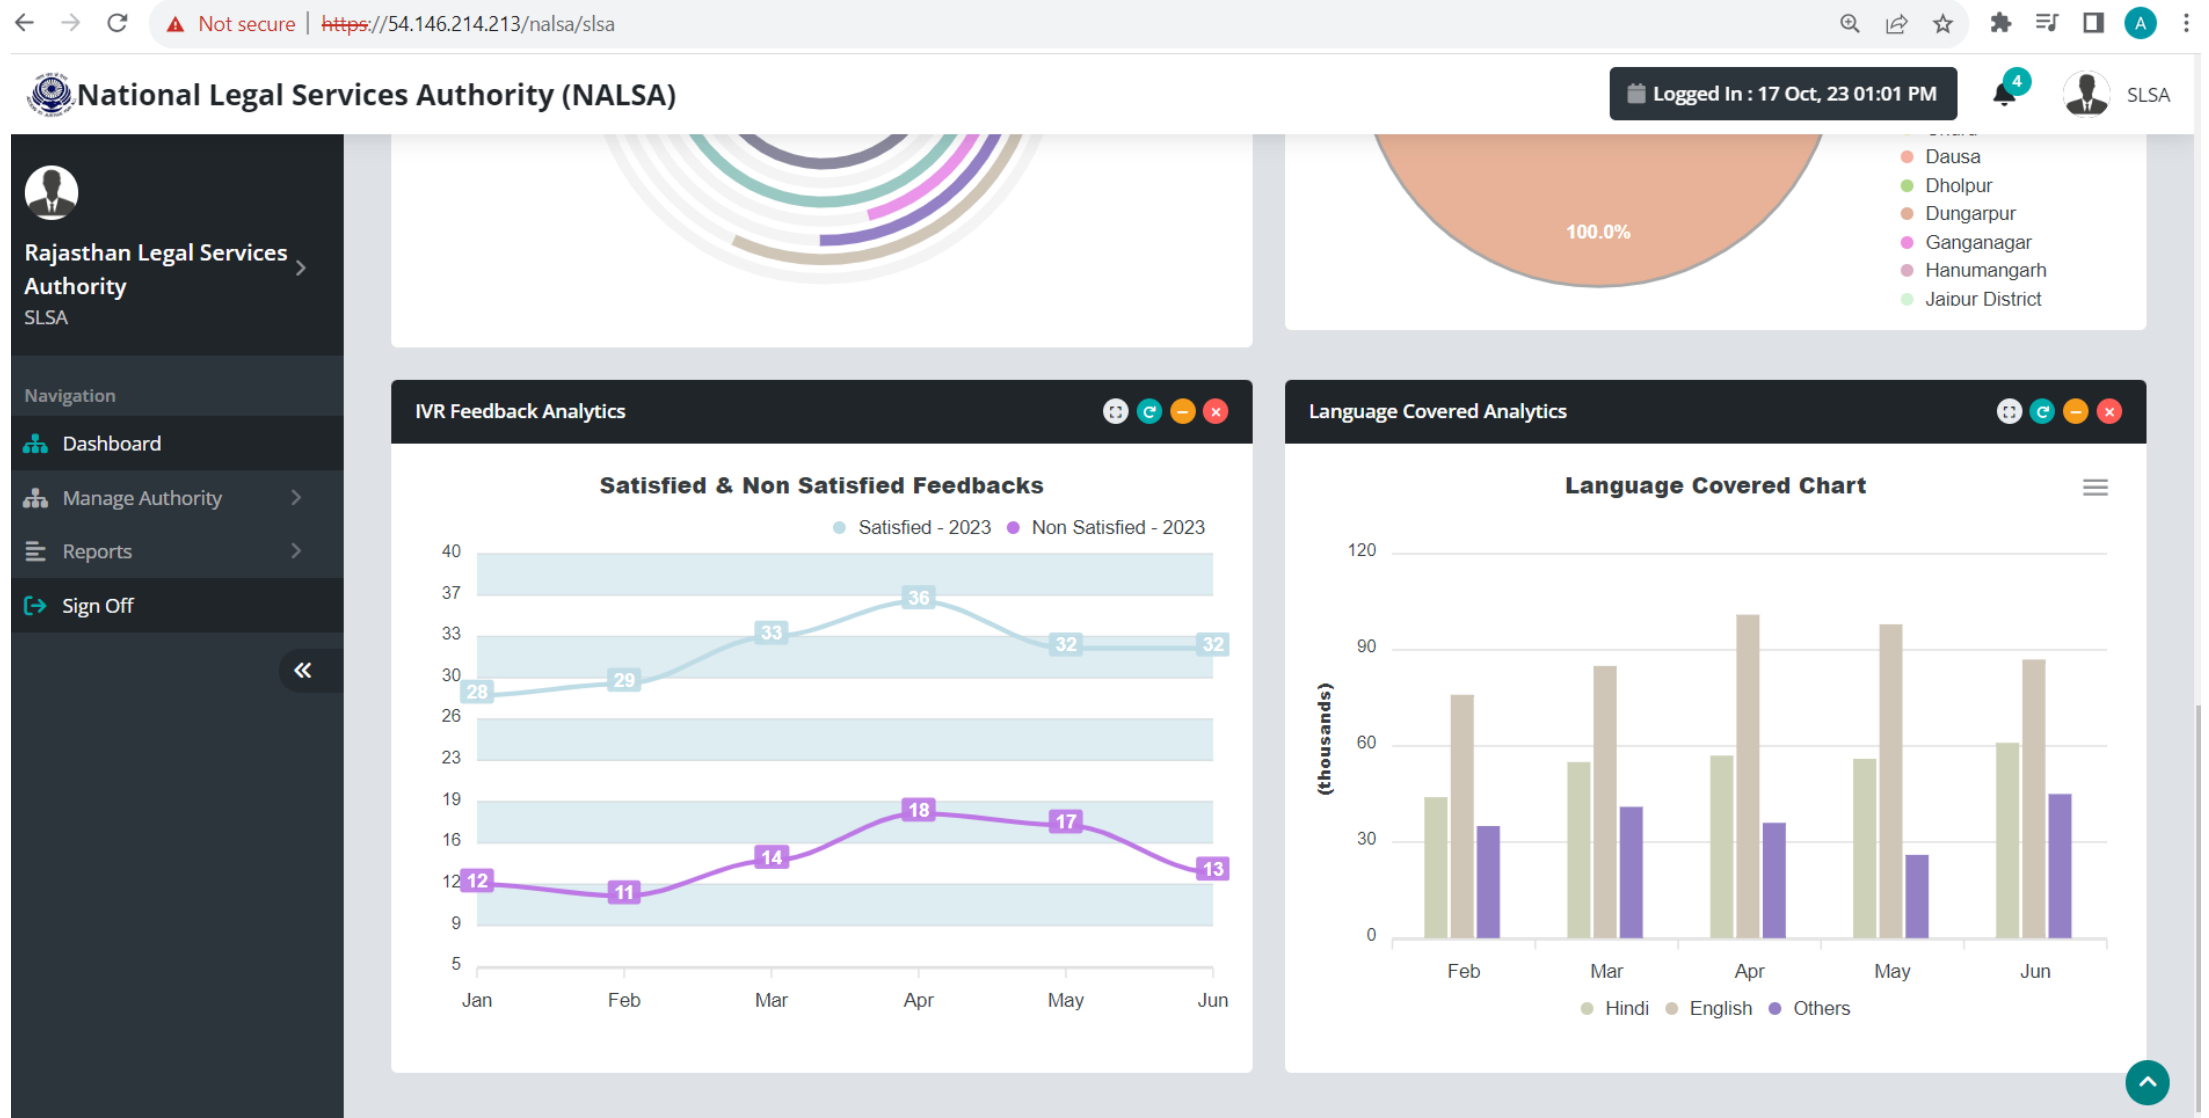 Not secure | https://54.146.214.213/nalsa/slsa
A
National Legal Services Authority (NALSA)
Logged In : 17 Oct, 23 01:01 PM
4
SLSA
Rajasthan Legal Services
Authority
SLSA
Navigation
Dashboard
Manage Authority
Reports
Sign Off
100.0%
Dausa
Dholpur
Dungarpur
Ganganagar
Hanumangarh
Jaipur District
IVR Feedback Analytics
Satisfied & Non Satisfied Feedbacks
Satisfied - 2023 Non Satisfied - 2023
40
37
33
30
26
23
19
16
12
9
5
28 29 33 36 32 32
12 11 14 18 17 13
Jan Feb Mar Apr May Jun
Language Covered Analytics
Language Covered Chart
(thousands)
120
90
60
30
0
Feb Mar Apr May Jun
Hindi English Others